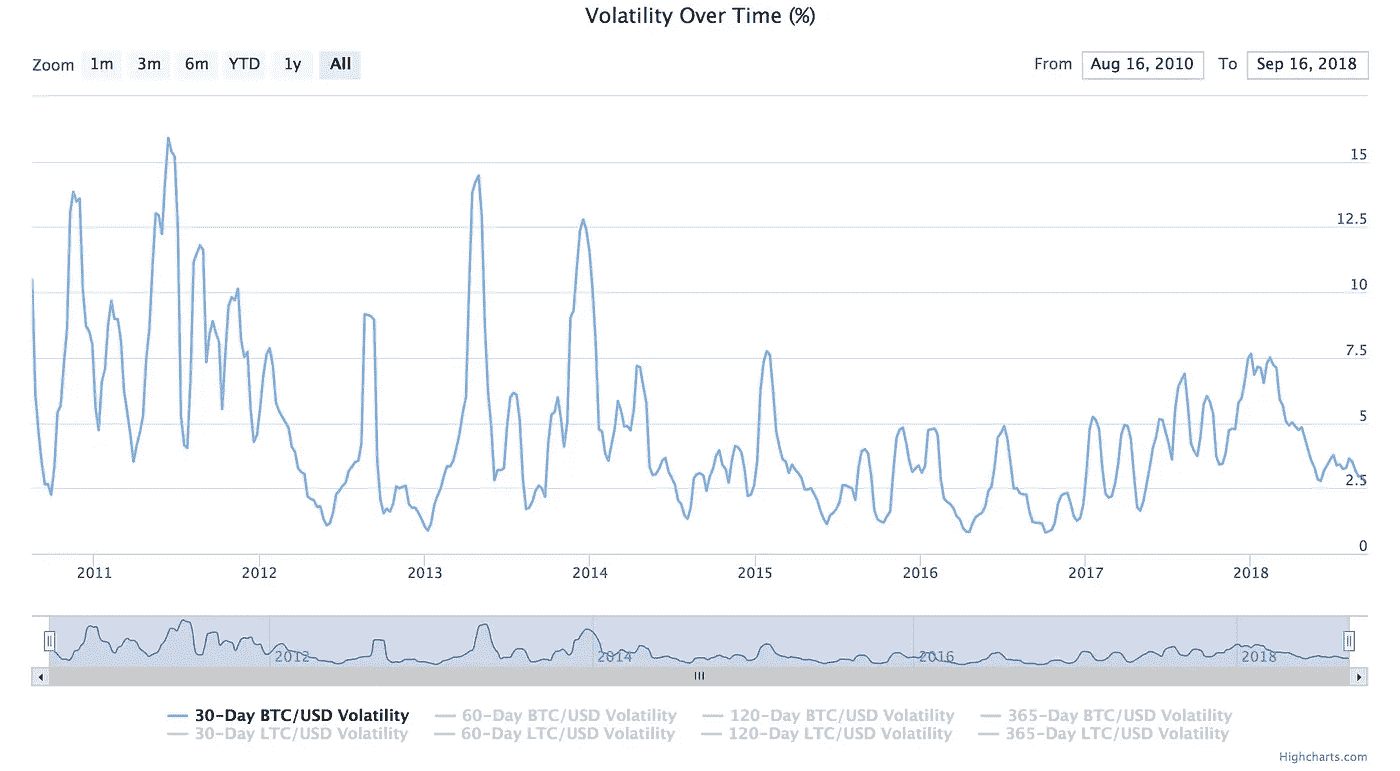 Volatility Over Time (%)
Zoom 1m 3m 6m YTD 1y All From Aug 16, 2010 To Sep 16, 2018
15
12.5
10
7.5
5
2.5
0
2011 2012 2013 2014 2015 2016 2017 2018
2012 2014 2016 2018
30-Day BTC/USD Volatility 60-Day BTC/USD Volatility 120-Day BTC/USD Volatility 365-Day BTC/USD Volatility
30-Day LTC/USD Volatility 60-Day LTC/USD Volatility 120-Day LTC/USD Volatility 365-Day LTC/USD Volatility
Highcharts.com